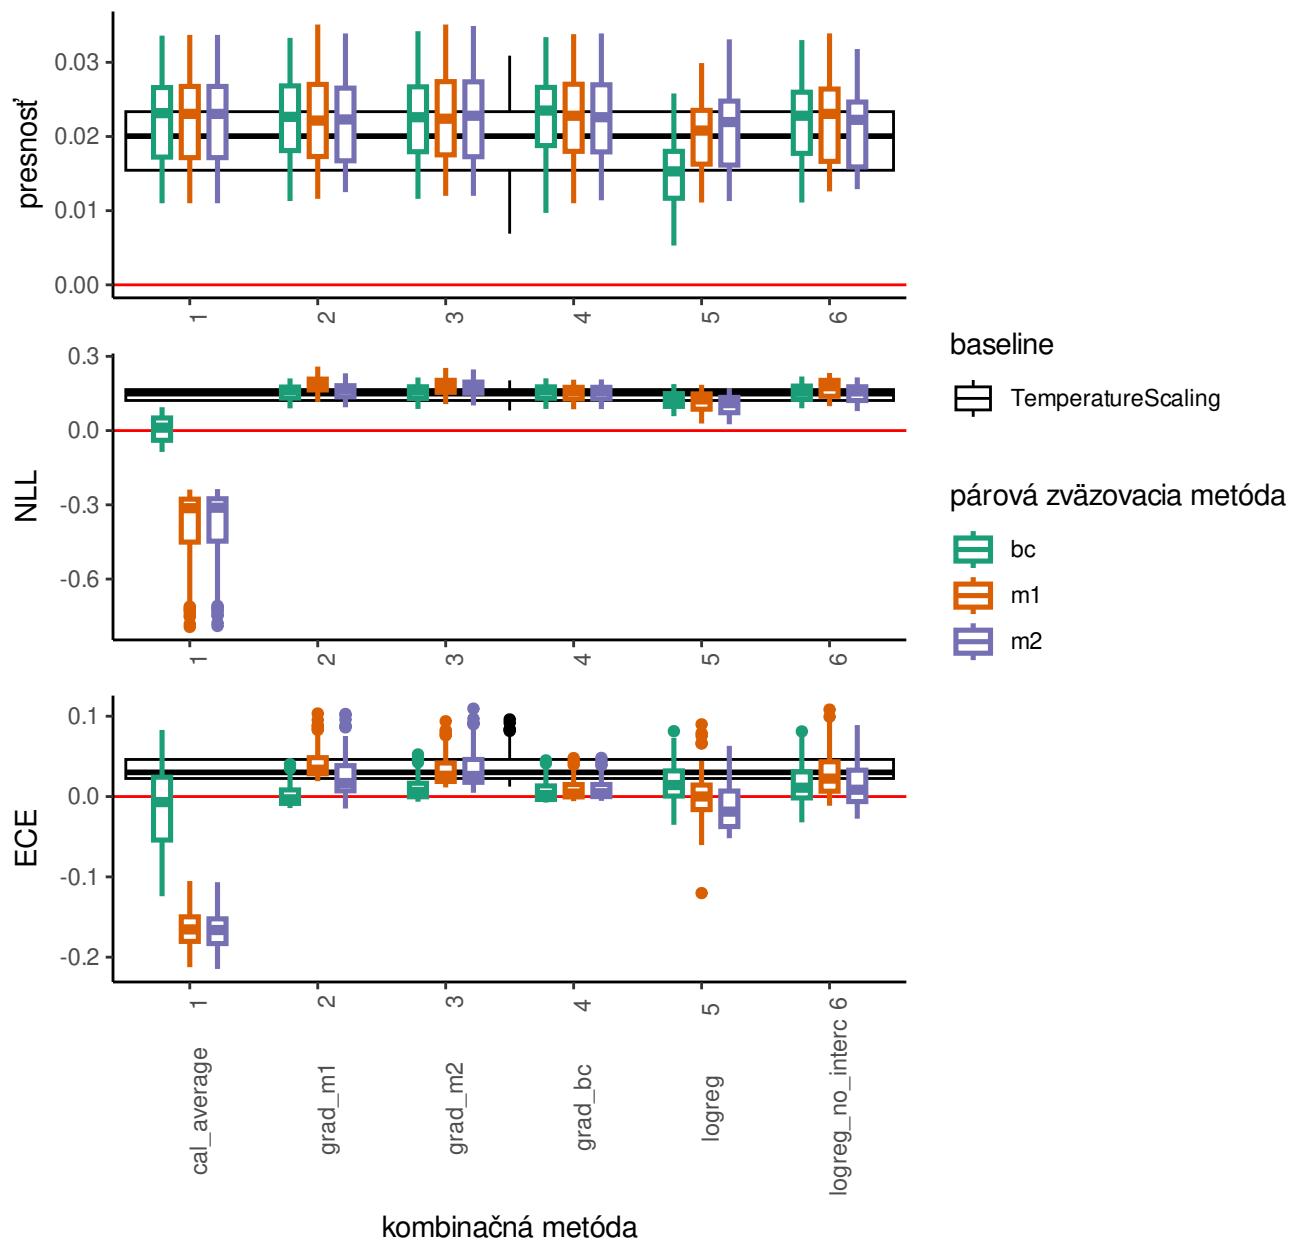 presnosť
0.03
0.02
0.01
0.00
1
2
3
4
5
6
NLL
0.3
0.0
-0.3
-0.6
1
2
3
4
5
6
ECE
0.1
0.0
-0.1
-0.2
1
2
3
4
5
6
cal_average
grad_m1
grad_m2
grad_bc
logreg
logreg_no_interc
kombinačná metóda
baseline
TemperatureScaling
párová zväzovacia metóda
bc
m1
m2